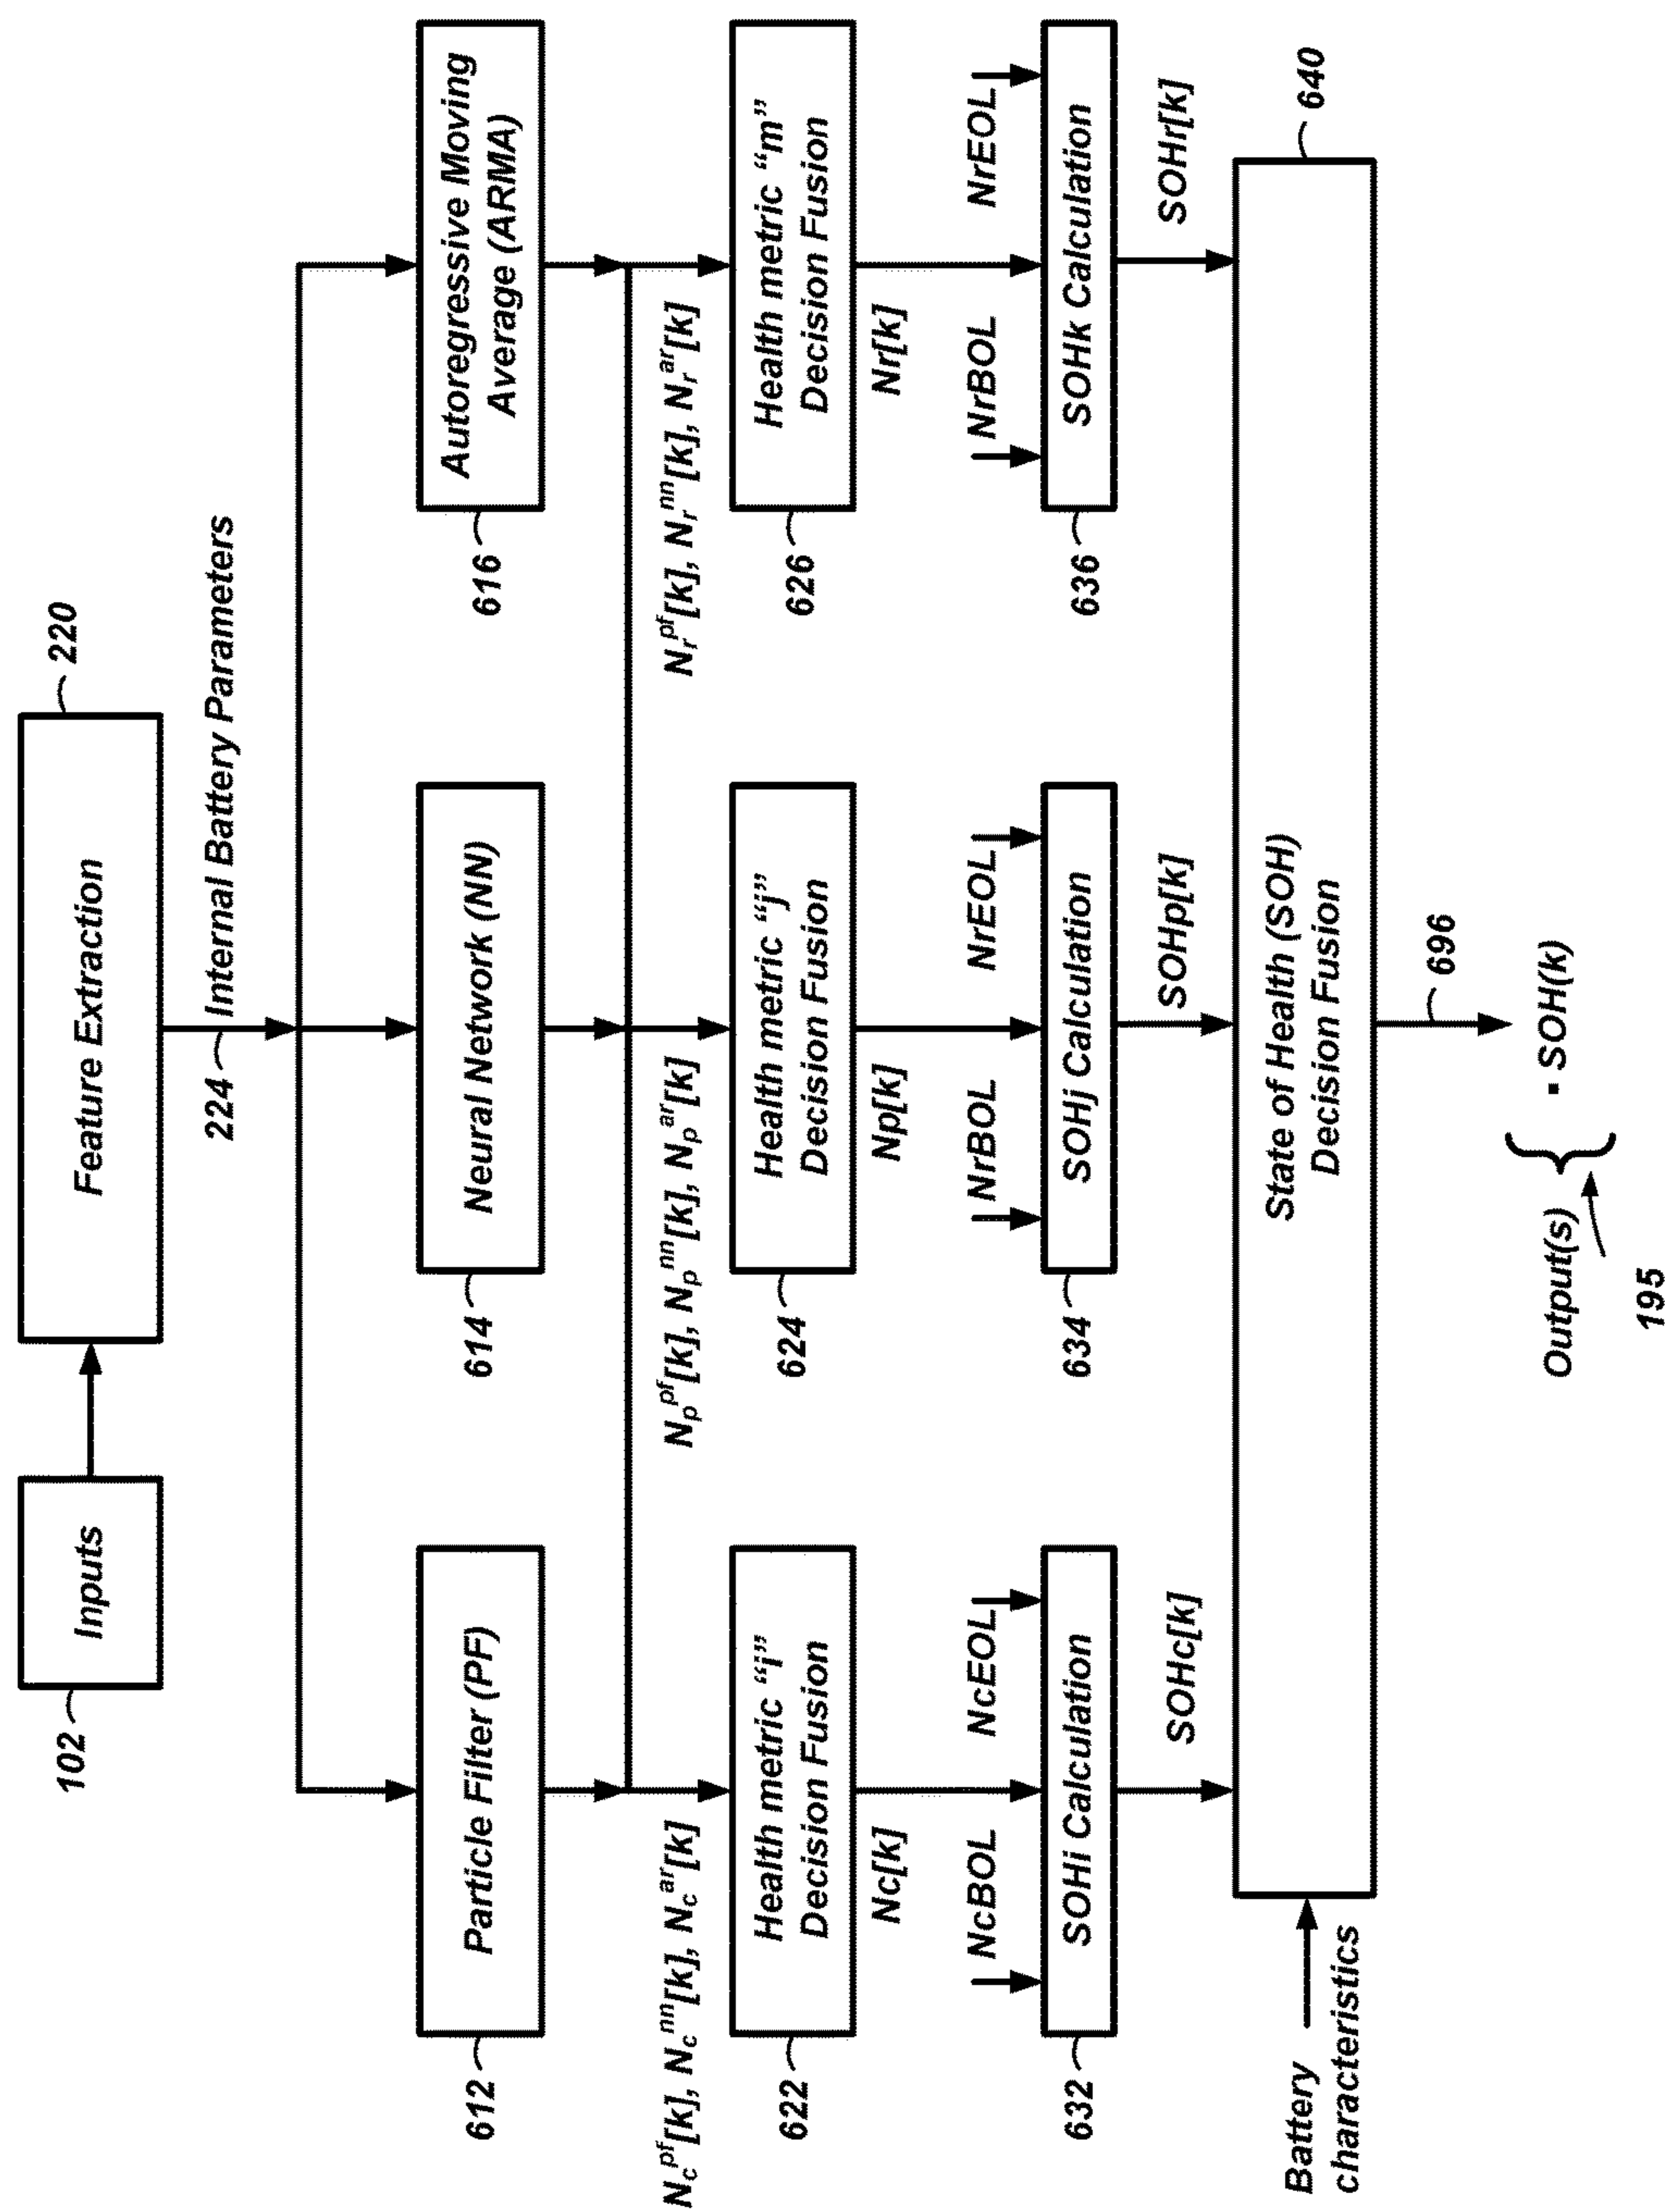 Inputs
102
Feature Extraction
220
224
Internal Battery Parameters
Particle Filter (PF)
612
Neural Network (NN)
614
Autoregressive Moving
Average (ARMA)
616
N_c^pf[k], N_c^nn[k], N_c^ar[k]
N_p^pf[k], N_p^nn[k], N_p^ar[k]
N_r^pf[k], N_r^nn[k], N_r^ar[k]
Health metric “i”
Decision Fusion
622
Health metric “j”
Decision Fusion
624
Health metric “m”
Decision Fusion
626
Nc[k]
Np[k]
Nr[k]
NcBOL
NcEOL
NrBOL
NrEOL
NrBOL
NrEOL
SOHi Calculation
632
SOHj Calculation
634
SOHk Calculation
636
SOHc[k]
SOHp[k]
SOHr[k]
Battery
characteristics
State of Health (SOH)
Decision Fusion
640
696
Output(s)
{
▪ SOH(k)
195